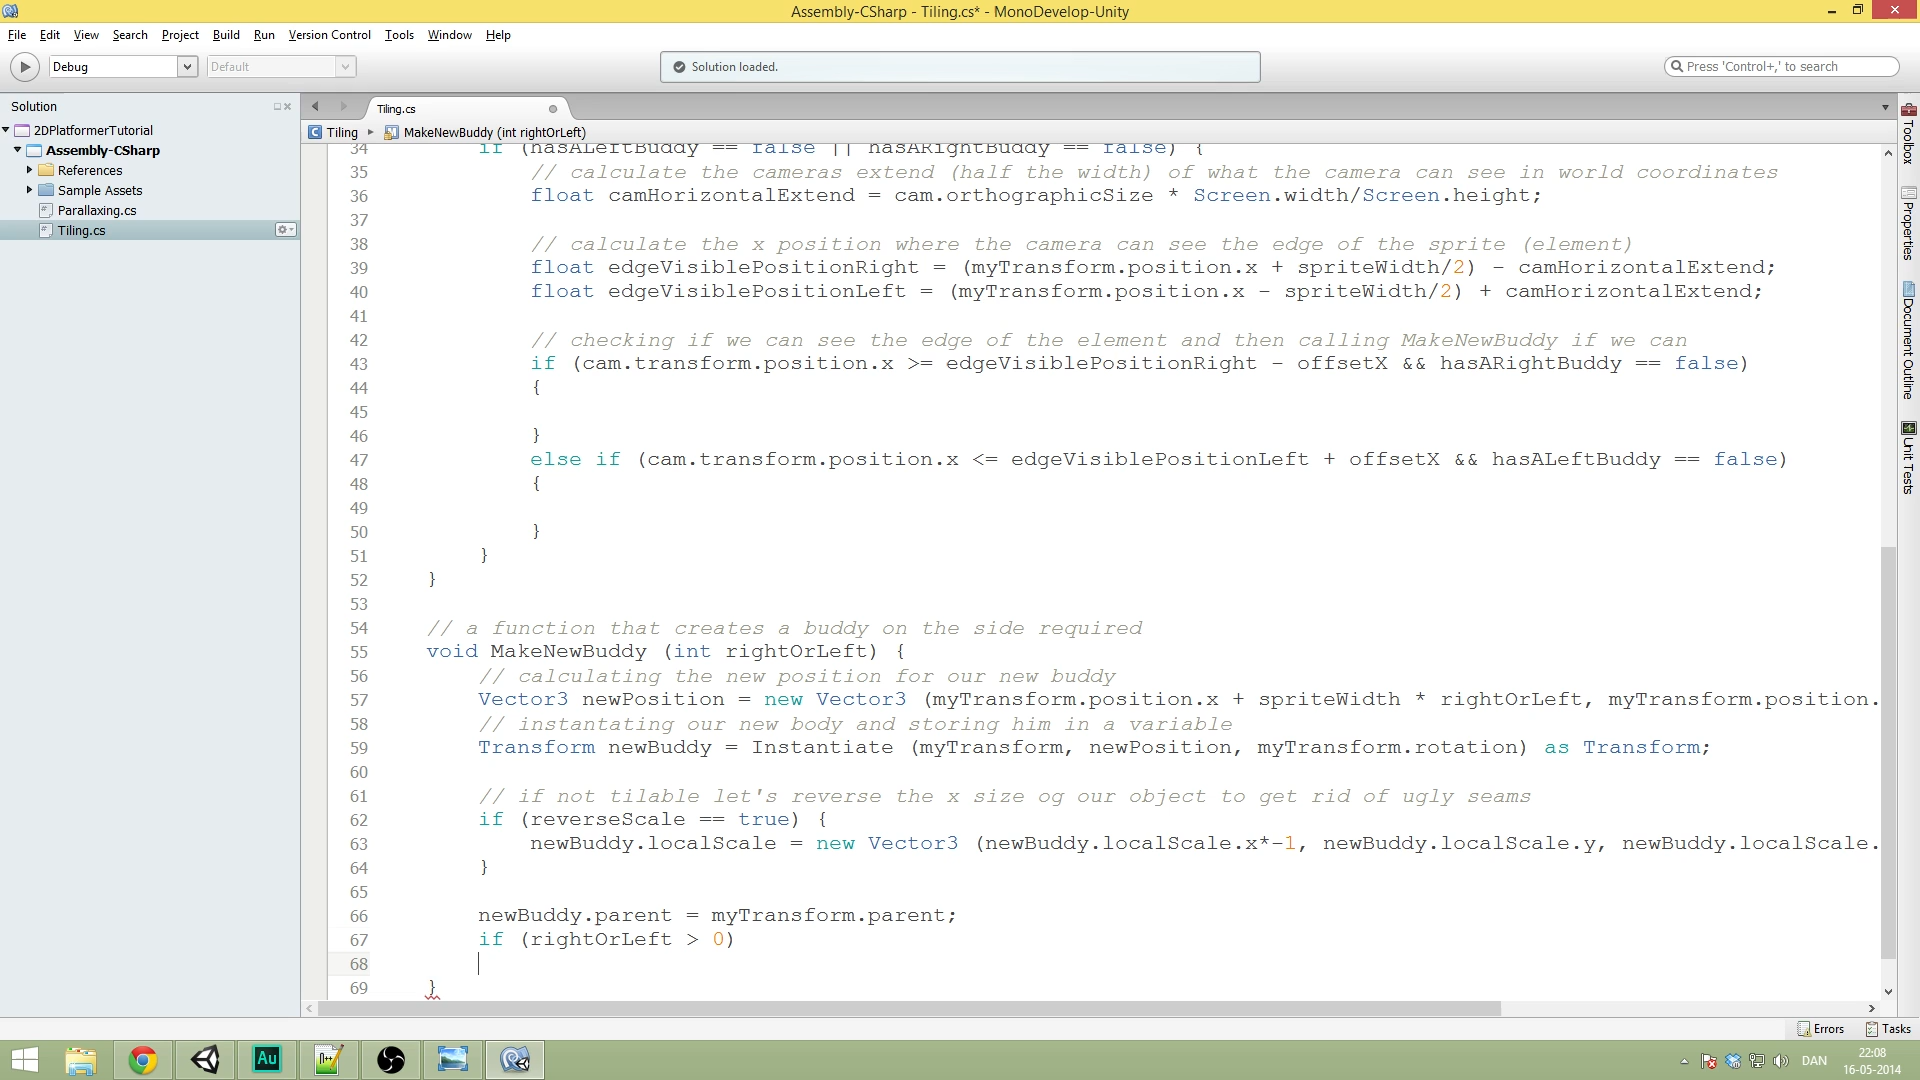 Assembly-CSharp - Tiling.cs* - MonoDevelop-Unity
File Edit View Search Project Build Run Version Control Tools Window Help
Debug Default Solution loaded. Press 'Control+,' to search
Solution
2DPlatformerTutorial
Assembly-CSharp
References
Sample Assets
Parallaxing.cs
Tiling.cs
Tiling.cs
Tiling MakeNewBuddy (int rightOrLeft)
34 if (hasALeftBuddy == false || hasARightBuddy == false) {
35 // calculate the cameras extend (half the width) of what the camera can see in world coordinates
36 float camHorizontalExtend = cam.orthographicSize * Screen.width/Screen.height;
37
38 // calculate the x position where the camera can see the edge of the sprite (element)
39 float edgeVisiblePositionRight = (myTransform.position.x + spriteWidth/2) - camHorizontalExtend;
40 float edgeVisiblePositionLeft = (myTransform.position.x - spriteWidth/2) + camHorizontalExtend;
41
42 // checking if we can see the edge of the element and then calling MakeNewBuddy if we can
43 if (cam.transform.position.x >= edgeVisiblePositionRight - offsetX && hasARightBuddy == false)
44 {
45
46 }
47 else if (cam.transform.position.x <= edgeVisiblePositionLeft + offsetX && hasALeftBuddy == false)
48 {
49
50 }
51 }
52 }
53
54 // a function that creates a buddy on the side required
55 void MakeNewBuddy (int rightOrLeft) {
56 // calculating the new position for our new buddy
57 Vector3 newPosition = new Vector3 (myTransform.position.x + spriteWidth * rightOrLeft, myTransform.position.
58 // instantating our new body and storing him in a variable
59 Transform newBuddy = Instantiate (myTransform, newPosition, myTransform.rotation) as Transform;
60
61 // if not tilable let's reverse the x size og our object to get rid of ugly seams
62 if (reverseScale == true) {
63 newBuddy.localScale = new Vector3 (newBuddy.localScale.x*-1, newBuddy.localScale.y, newBuddy.localScale.
64 }
65
66 newBuddy.parent = myTransform.parent;
67 if (rightOrLeft > 0)
68
69 }
Toolbox
Properties
Document Outline
Unit Tests
Errors Tasks
Au
n++
DAN
22:08
16-05-2014